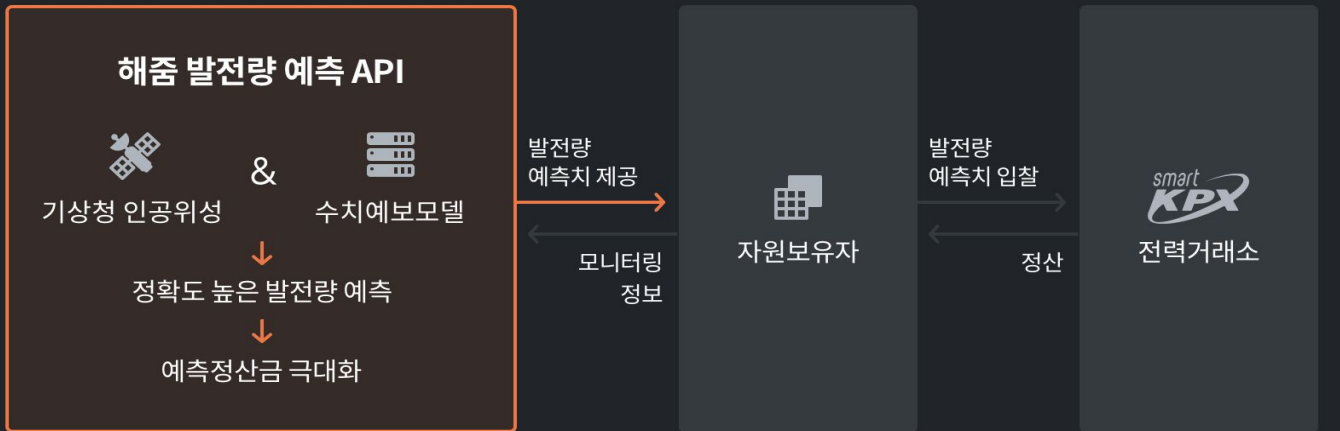 해줌 발전량 예측 API
&
기상청 인공위성
수치예보모델
정확도 높은 발전량 예측
예측정산금 극대화
발전량
예측치 제공
모니터링
정보
자원보유자
발전량
예측치 입찰
정산
smart
KPX
전력거래소